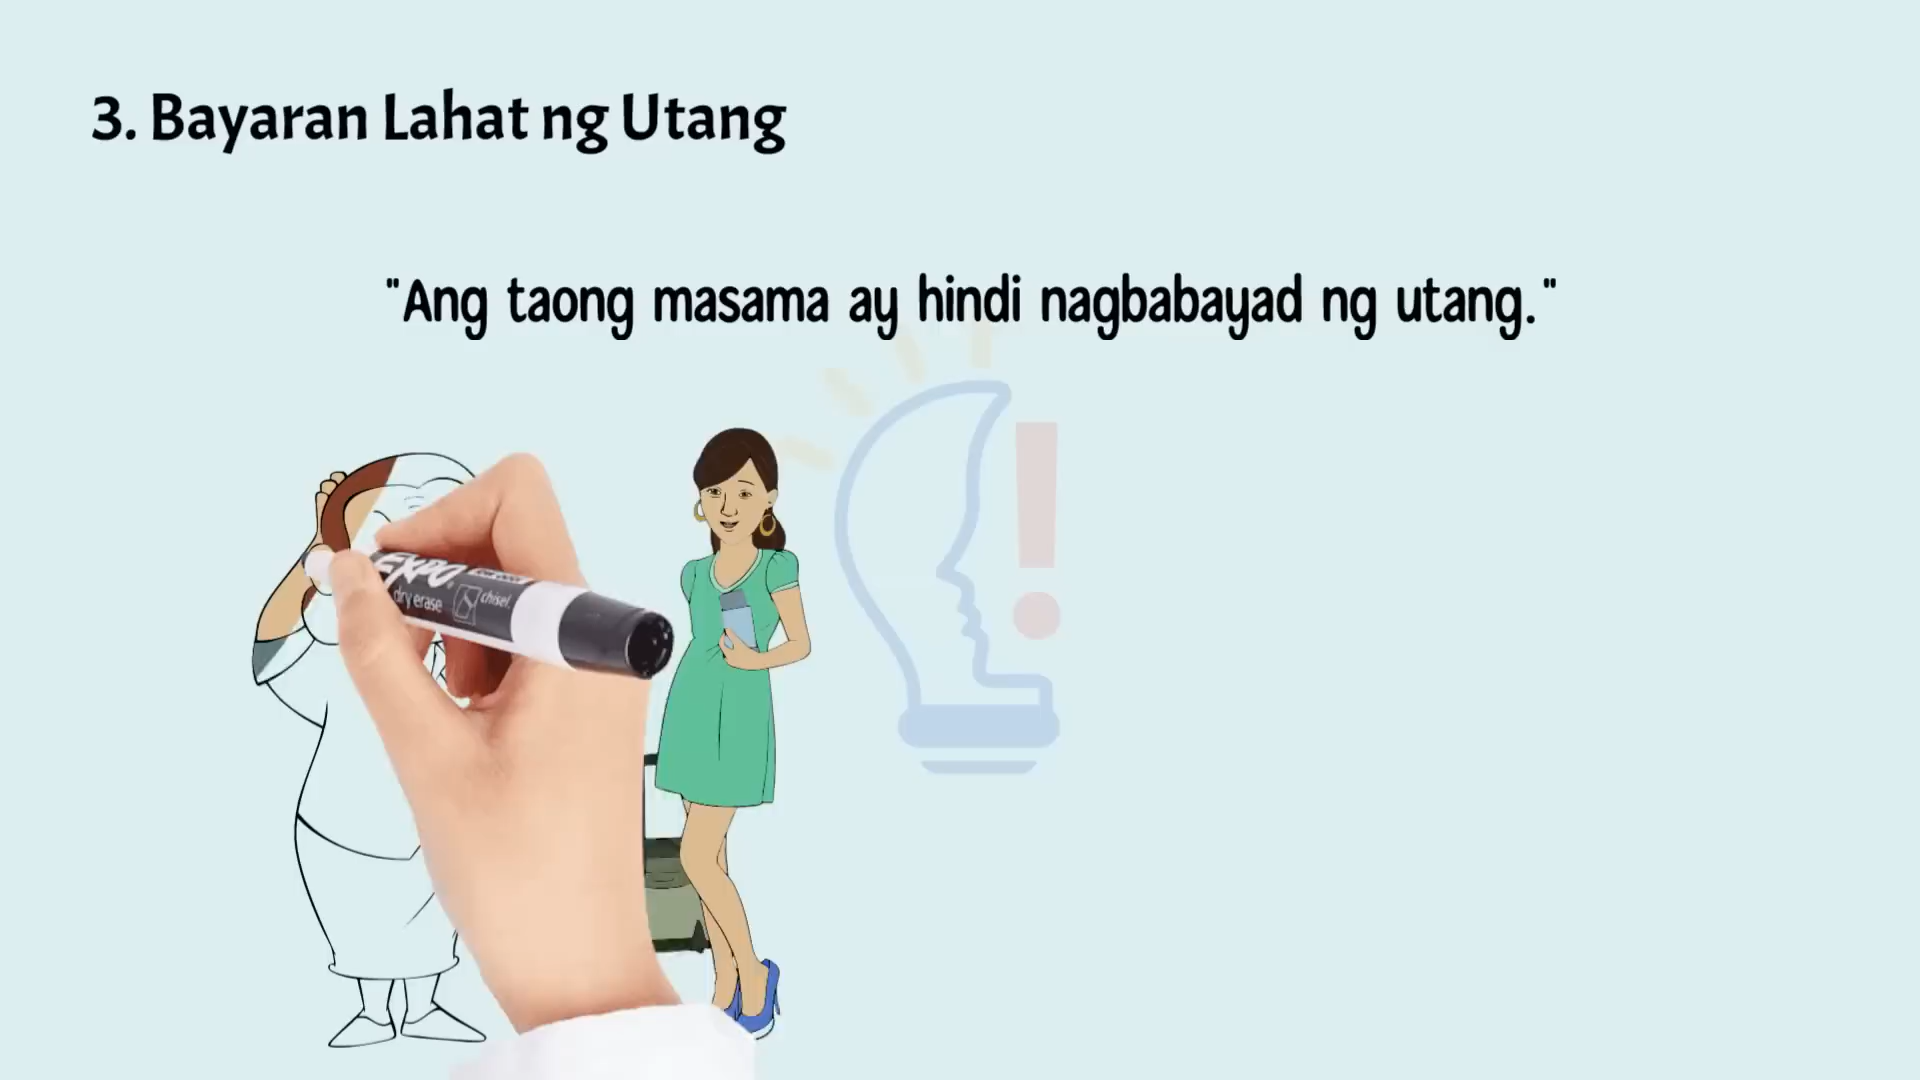 3. Bayaran Lahat ng Utang
"Ang taong masama ay hindi nagbabayad ng utang."
EXPO
dry erase
chisel